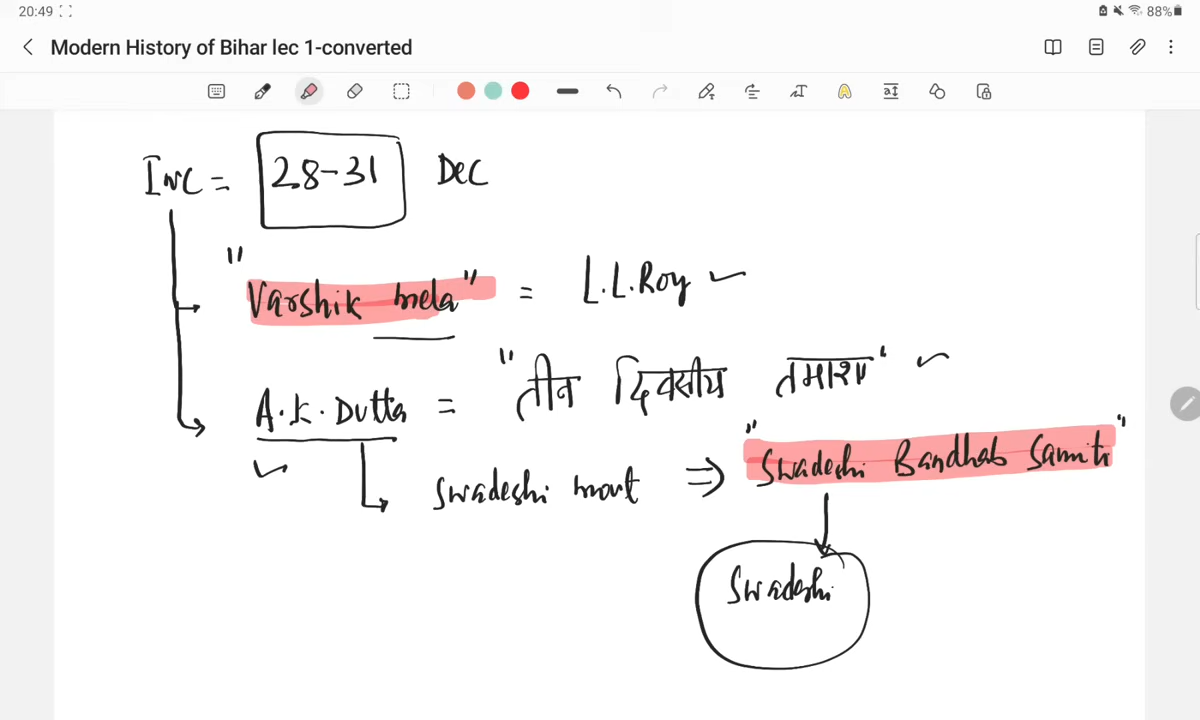 20:49 88%
Modern History of Bihar lec 1-converted
INC = 28-31 Dec
"Varshik mela" = L.L.Roy
A.K. Dutta = "तीन दिवसीय तमाशा"
Swadeshi movt ⇒ "Swadeshi Bandhab Samiti"
Swadeshi